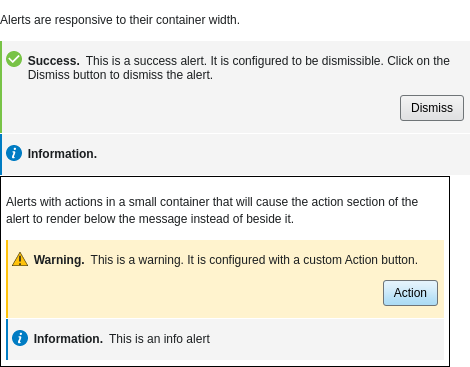 Alerts are responsive to their container width.
Success. This is a success alert. It is configured to be dismissible. Click on the
Dismiss button to dismiss the alert.
Dismiss
Information.
Alerts with actions in a small container that will cause the action section of the
alert to render below the message instead of beside it.
Warning. This is a warning. It is configured with a custom Action button.
Action
Information. This is an info alert